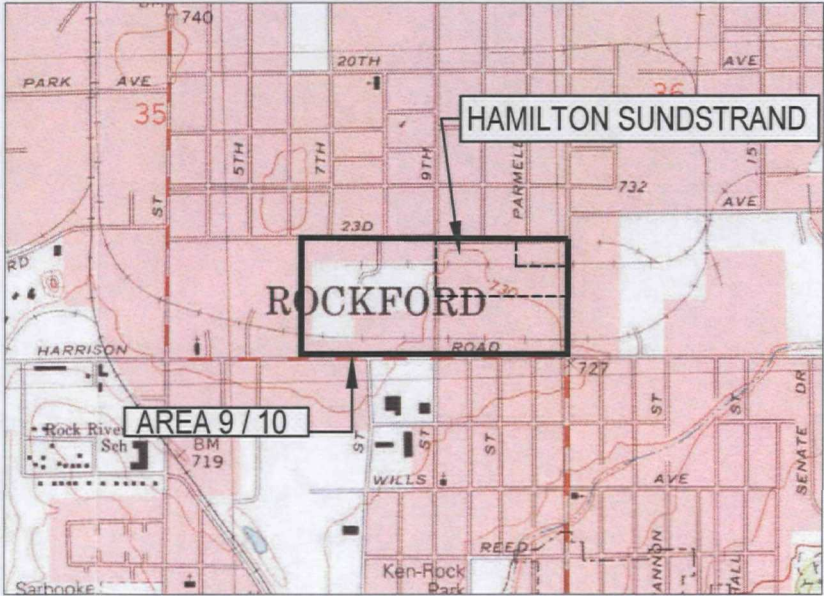 740
20TH
AVE
PARK AVE
35
36
HAMILTON SUNDSTRAND
5TH
7TH
9TH
15
732
ST
AVE
23D
RD
730
ROCKFORD
HARRISON
ROAD
727
AREA 9 / 10
Rock River
Sch
BM
719
ST
ST
ST
ST
ST
SENATE DR
WILLS
AVE
REED
Ken-Rock
Park